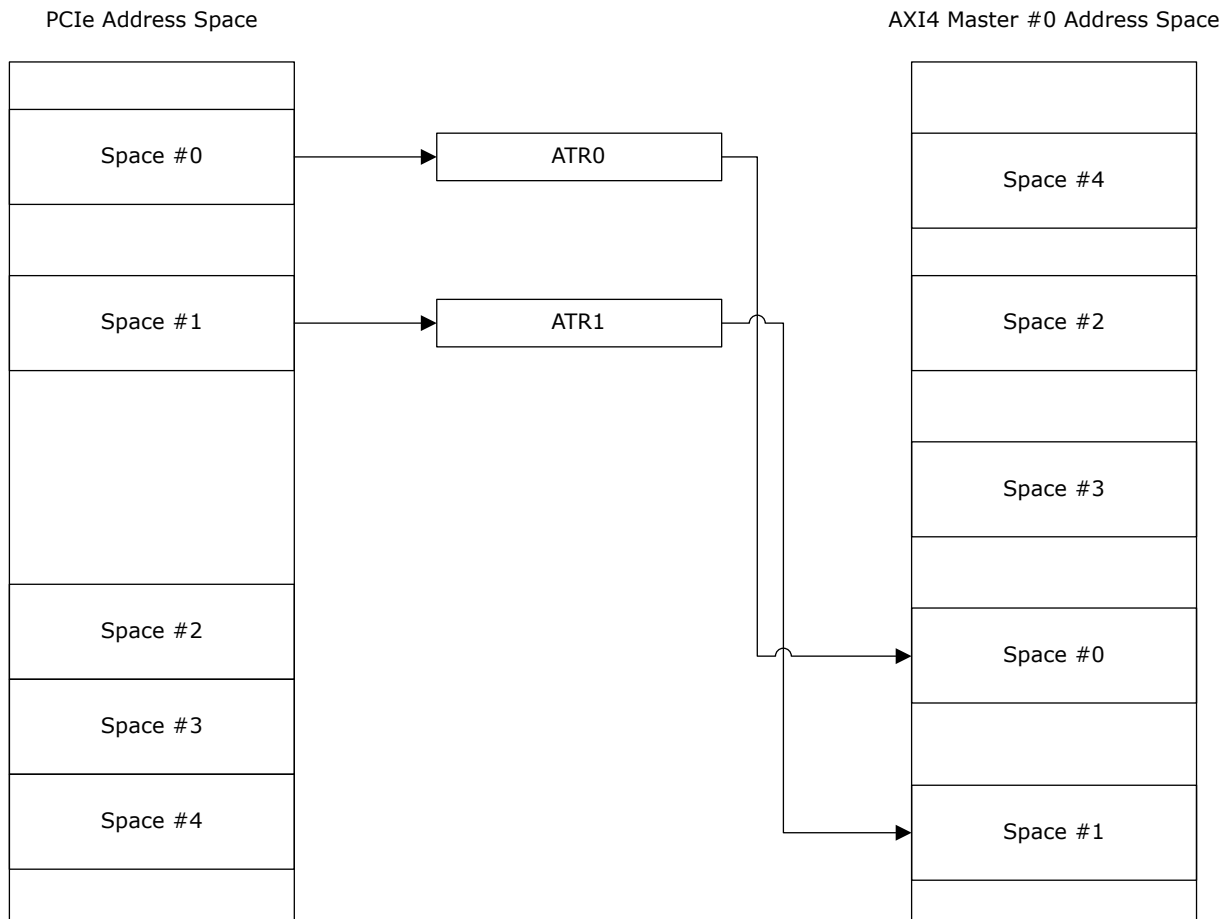 PCIe Address Space
AXI4 Master #0 Address Space
Space #0
ATR0
Space #4
Space #1
ATR1
Space #2
Space #3
Space #2
Space #0
Space #3
Space #4
Space #1